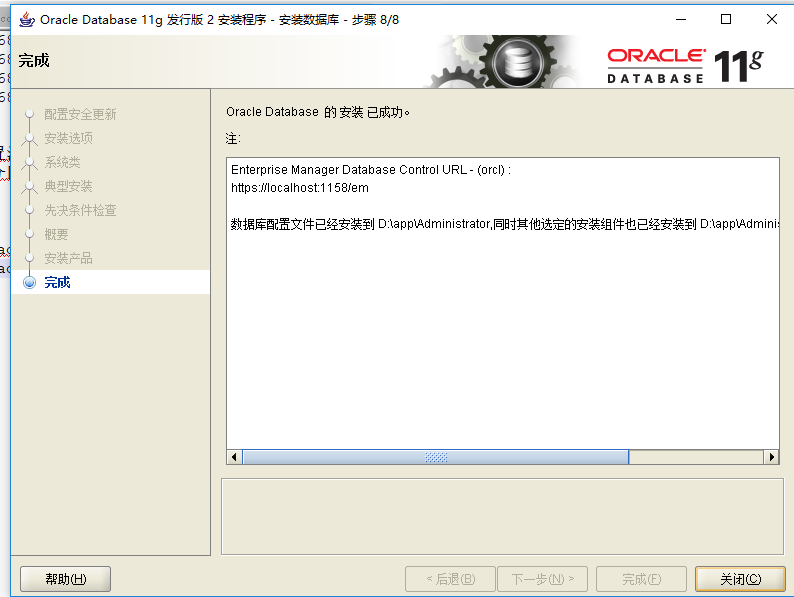 Oracle Database 11g 发行版 2 安装程序 - 安装数据库 - 步骤 8/8
完成
ORACLE
DATABASE
11g
配置安全更新
安装选项
系统类
典型安装
先决条件检查
概要
安装产品
完成
Oracle Database 的 安装 已成功。
注:
Enterprise Manager Database Control URL - (orcl) :
https://localhost:1158/em
数据库配置文件已经安装到 D:\app\Administrator,同时其他选定的安装组件也已经安装到 D:\app\Adminis
帮助(H)
< 后退(B)
下一步(N) >
完成(F)
关闭(C)